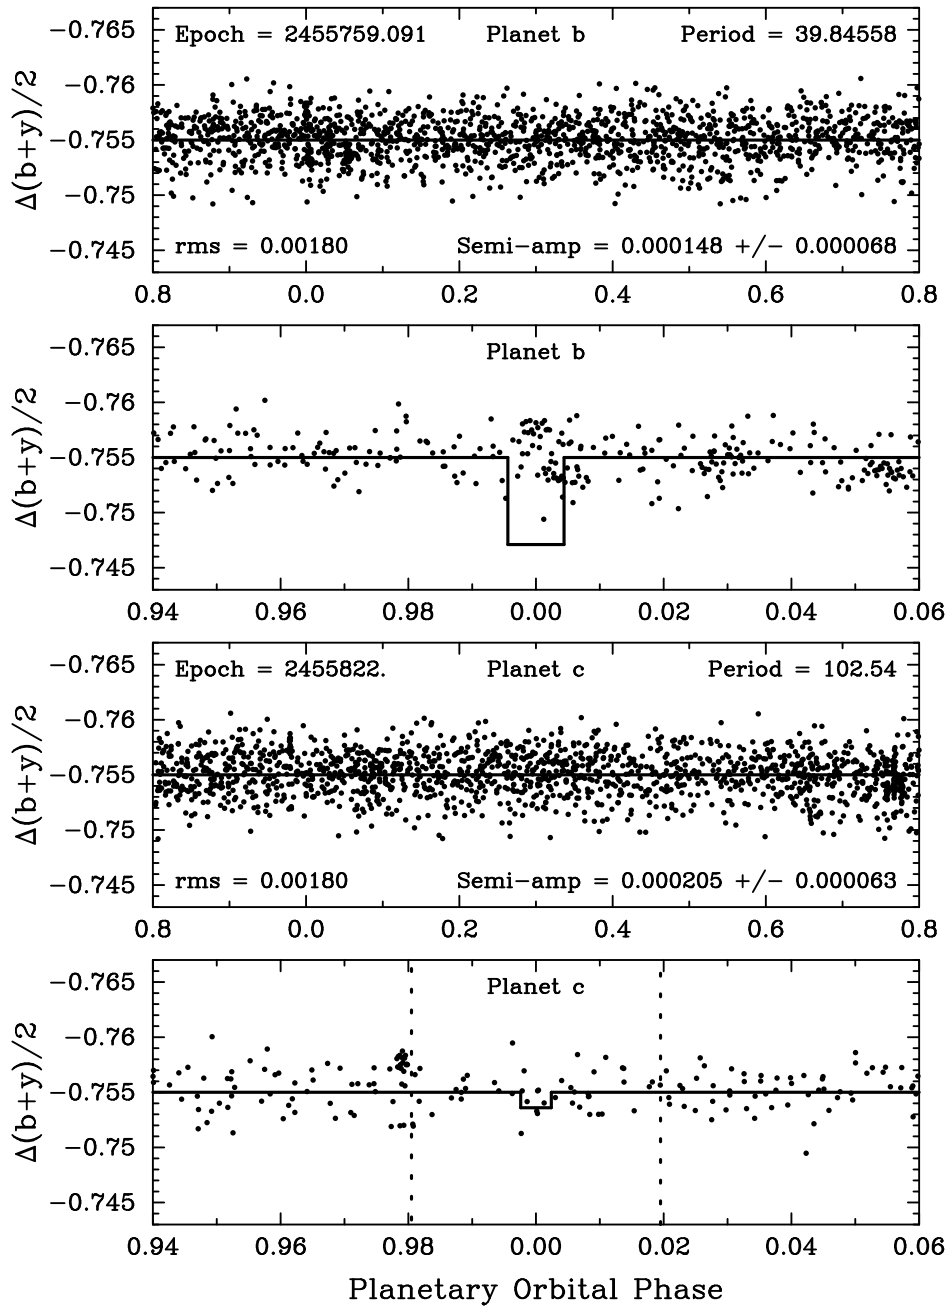 Epoch = 2455759.091 Planet b Period = 39.84558
−0.765
−0.76
−0.755
−0.75
−0.745
Δ(b+y)/2
rms = 0.00180 Semi-amp = 0.000148 +/− 0.000068
0.8 0.0 0.2 0.4 0.6 0.8
Planet b
−0.765
−0.76
−0.755
−0.75
−0.745
Δ(b+y)/2
0.94 0.96 0.98 0.00 0.02 0.04 0.06
Epoch = 2455822. Planet c Period = 102.54
−0.765
−0.76
−0.755
−0.75
−0.745
Δ(b+y)/2
rms = 0.00180 Semi-amp = 0.000205 +/− 0.000063
0.8 0.0 0.2 0.4 0.6 0.8
Planet c
−0.765
−0.76
−0.755
−0.75
−0.745
Δ(b+y)/2
0.94 0.96 0.98 0.00 0.02 0.04 0.06
Planetary Orbital Phase